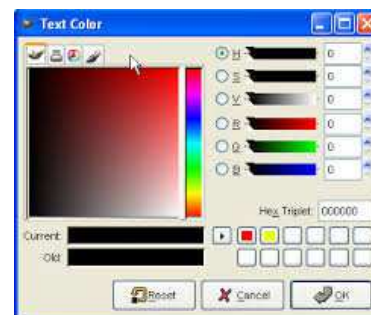 Text Color
H 0
S 0
V 0
R 0
G 0
B 0
Hex Triplet: 000000
Current:
Old:
Reset Cancel OK